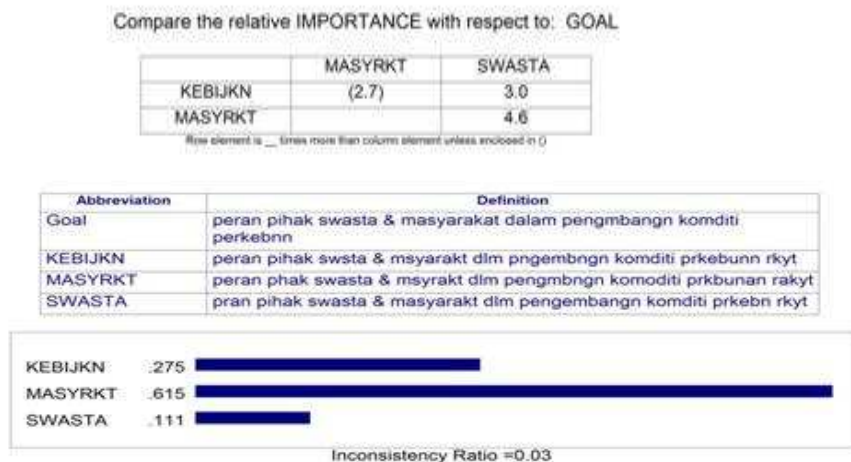 Compare the relative IMPORTANCE with respect to: GOAL
MASYRKT SWASTA
KEBIJKN (2.7) 3.0
MASYRKT 4.6
Row element is __ times more than column element unless enclosed in ()
Abbreviation Definition
Goal peran pihak swasta & masyarakat dalam pengmbangn komditi
perkebnn
KEBIJKN peran pihak swsta & msyarakt dlm pngembngn komditi prkebunn rkyt
MASYRKT peran phak swasta & msyrakt dlm pngmbngn komoditi prkbunan rakyt
SWASTA pran pihak swasta & masyarakt dlm pengembangn komditi prkebn rkyt
KEBIJKN .275
MASYRKT .615
SWASTA .111
Inconsistency Ratio =0.03